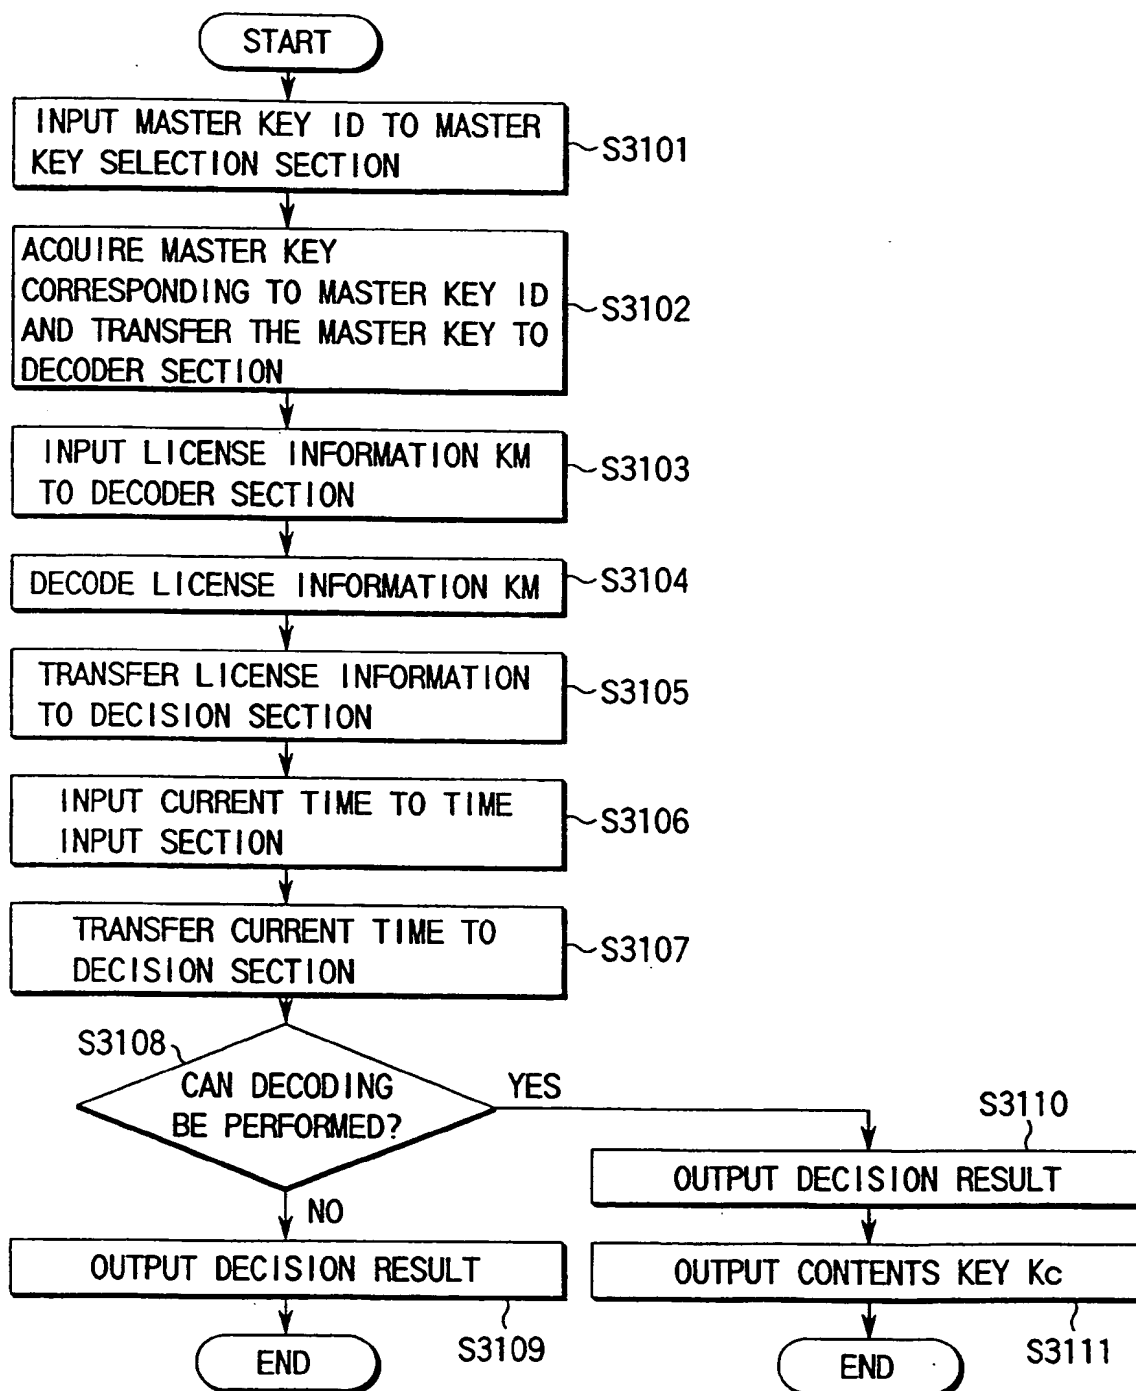 START
INPUT MASTER KEY ID TO MASTER
KEY SELECTION SECTION
S3101
ACQUIRE MASTER KEY
CORRESPONDING TO MASTER KEY ID
AND TRANSFER THE MASTER KEY TO
DECODER SECTION
S3102
INPUT LICENSE INFORMATION KM
TO DECODER SECTION
S3103
DECODE LICENSE INFORMATION KM
S3104
TRANSFER LICENSE INFORMATION
TO DECISION SECTION
S3105
INPUT CURRENT TIME TO TIME
INPUT SECTION
S3106
TRANSFER CURRENT TIME TO
DECISION SECTION
S3107
S3108
CAN DECODING
BE PERFORMED?
YES
NO
OUTPUT DECISION RESULT
S3109
END
S3110
OUTPUT DECISION RESULT
OUTPUT CONTENTS KEY Kc
S3111
END